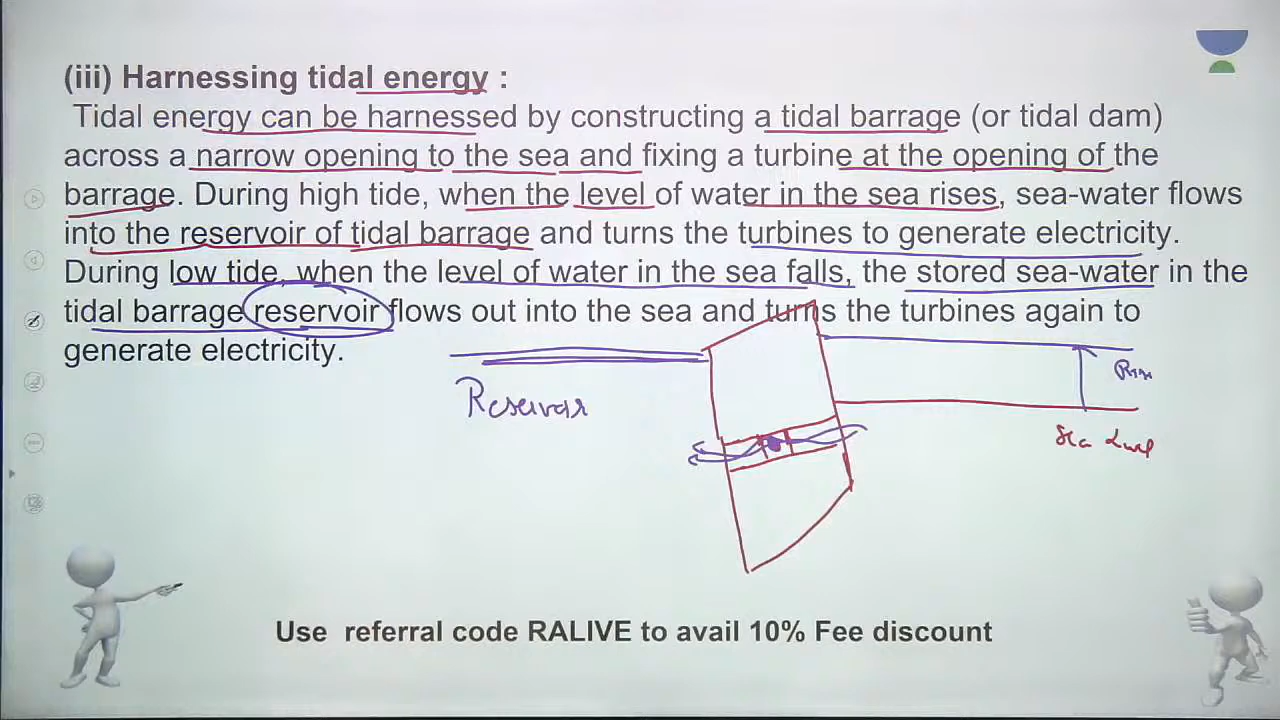 (iii) Harnessing tidal energy :
Tidal energy can be harnessed by constructing a tidal barrage (or tidal dam)
across a narrow opening to the sea and fixing a turbine at the opening of the
barrage. During high tide, when the level of water in the sea rises, sea-water flows
into the reservoir of tidal barrage and turns the turbines to generate electricity.
During low tide, when the level of water in the sea falls, the stored sea-water in the
tidal barrage reservoir flows out into the sea and turns the turbines again to
generate electricity.
Reservoir
Sea Level
Use referral code RALIVE to avail 10% Fee discount